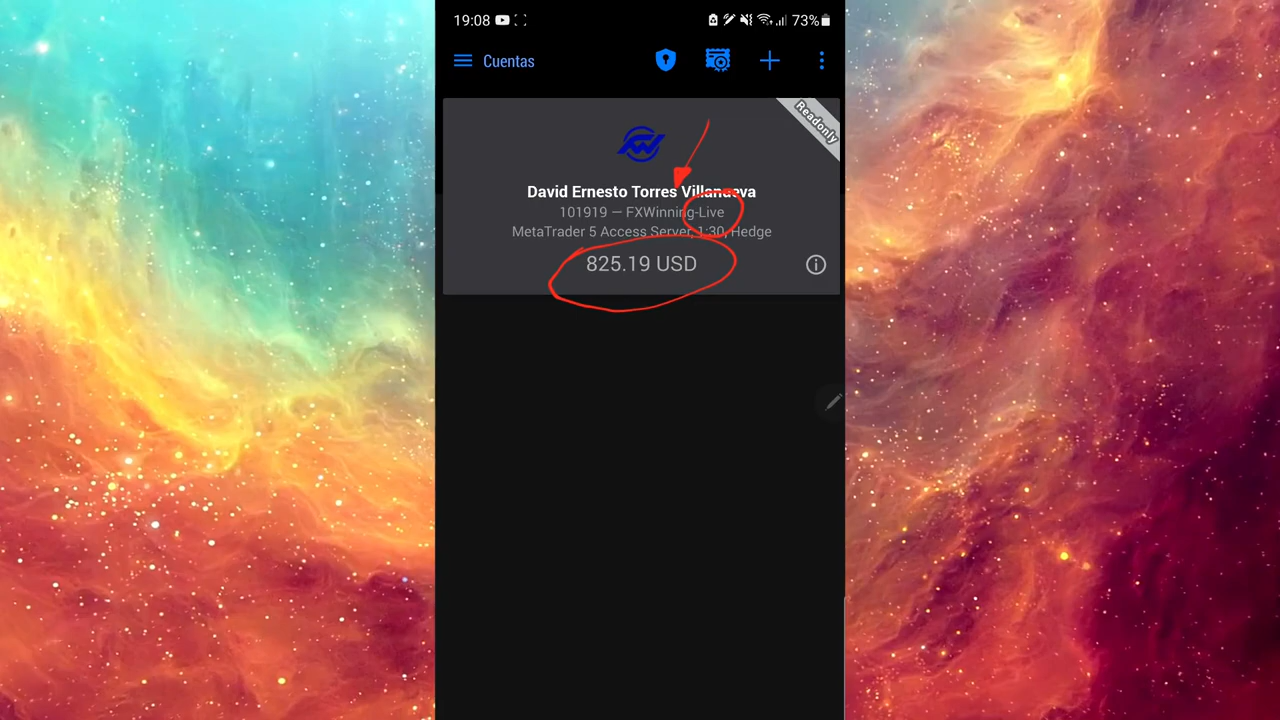 19:08 73%
Cuentas
Readonly
David Ernesto Torres Villanueva
101919 — FXWinning-Live
MetaTrader 5 Access Server, 1:30, Hedge
825.19 USD